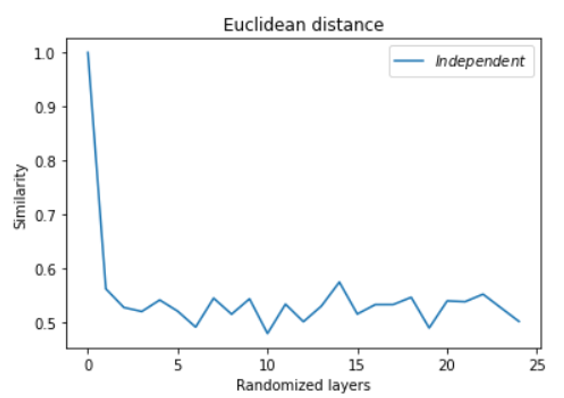 Euclidean distance
Independent
1.0
0.9
0.8
0.7
0.6
0.5
Similarity
0 5 10 15 20 25
Randomized layers